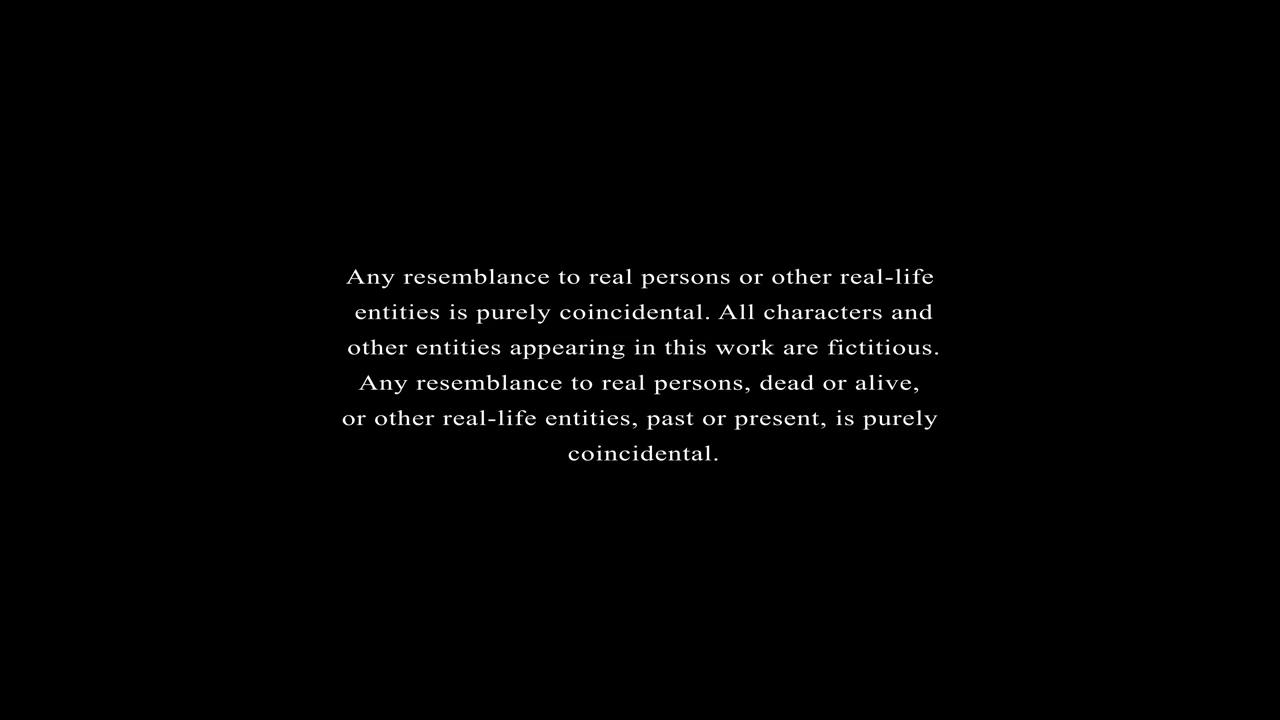 Any resemblance to real persons or other real-life
entities is purely coincidental. All characters and
other entities appearing in this work are fictitious.
Any resemblance to real persons, dead or alive,
or other real-life entities, past or present, is purely
coincidental.